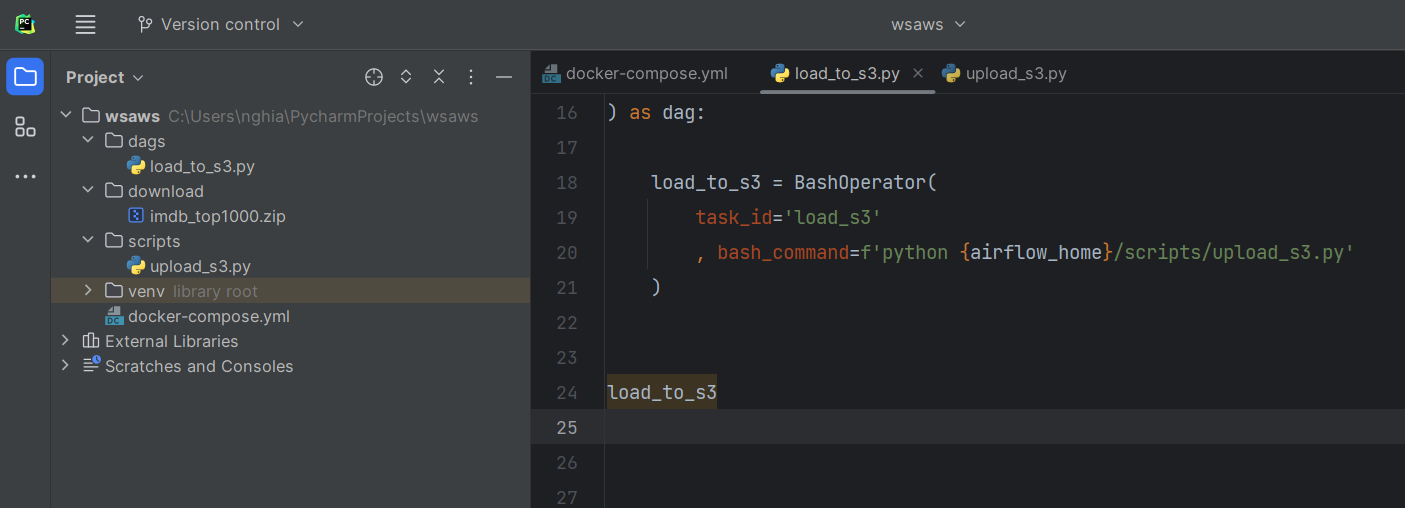 PC
Version control
wsaws
Project
docker-compose.yml
load_to_s3.py
upload_s3.py
wsaws C:\Users\nghia\PycharmProjects\wsaws
dags
load_to_s3.py
download
imdb_top1000.zip
scripts
upload_s3.py
venv library root
DC docker-compose.yml
External Libraries
Scratches and Consoles
16 ) as dag:
17
18 load_to_s3 = BashOperator(
19 task_id='load_s3'
20 , bash_command=f'python {airflow_home}/scripts/upload_s3.py'
21 )
22
23
24 load_to_s3
25
26
27